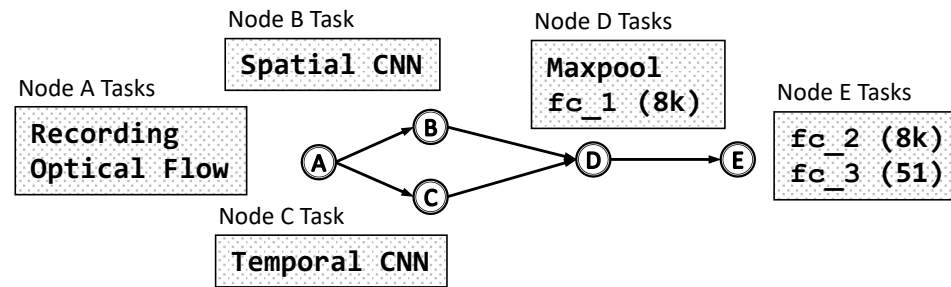 Node B Task
Spatial CNN
Node D Tasks
Maxpool
fc_1 (8k)
Node A Tasks
Recording
Optical Flow
Node E Tasks
fc_2 (8k)
fc_3 (51)
A
B
C
D
E
Node C Task
Temporal CNN